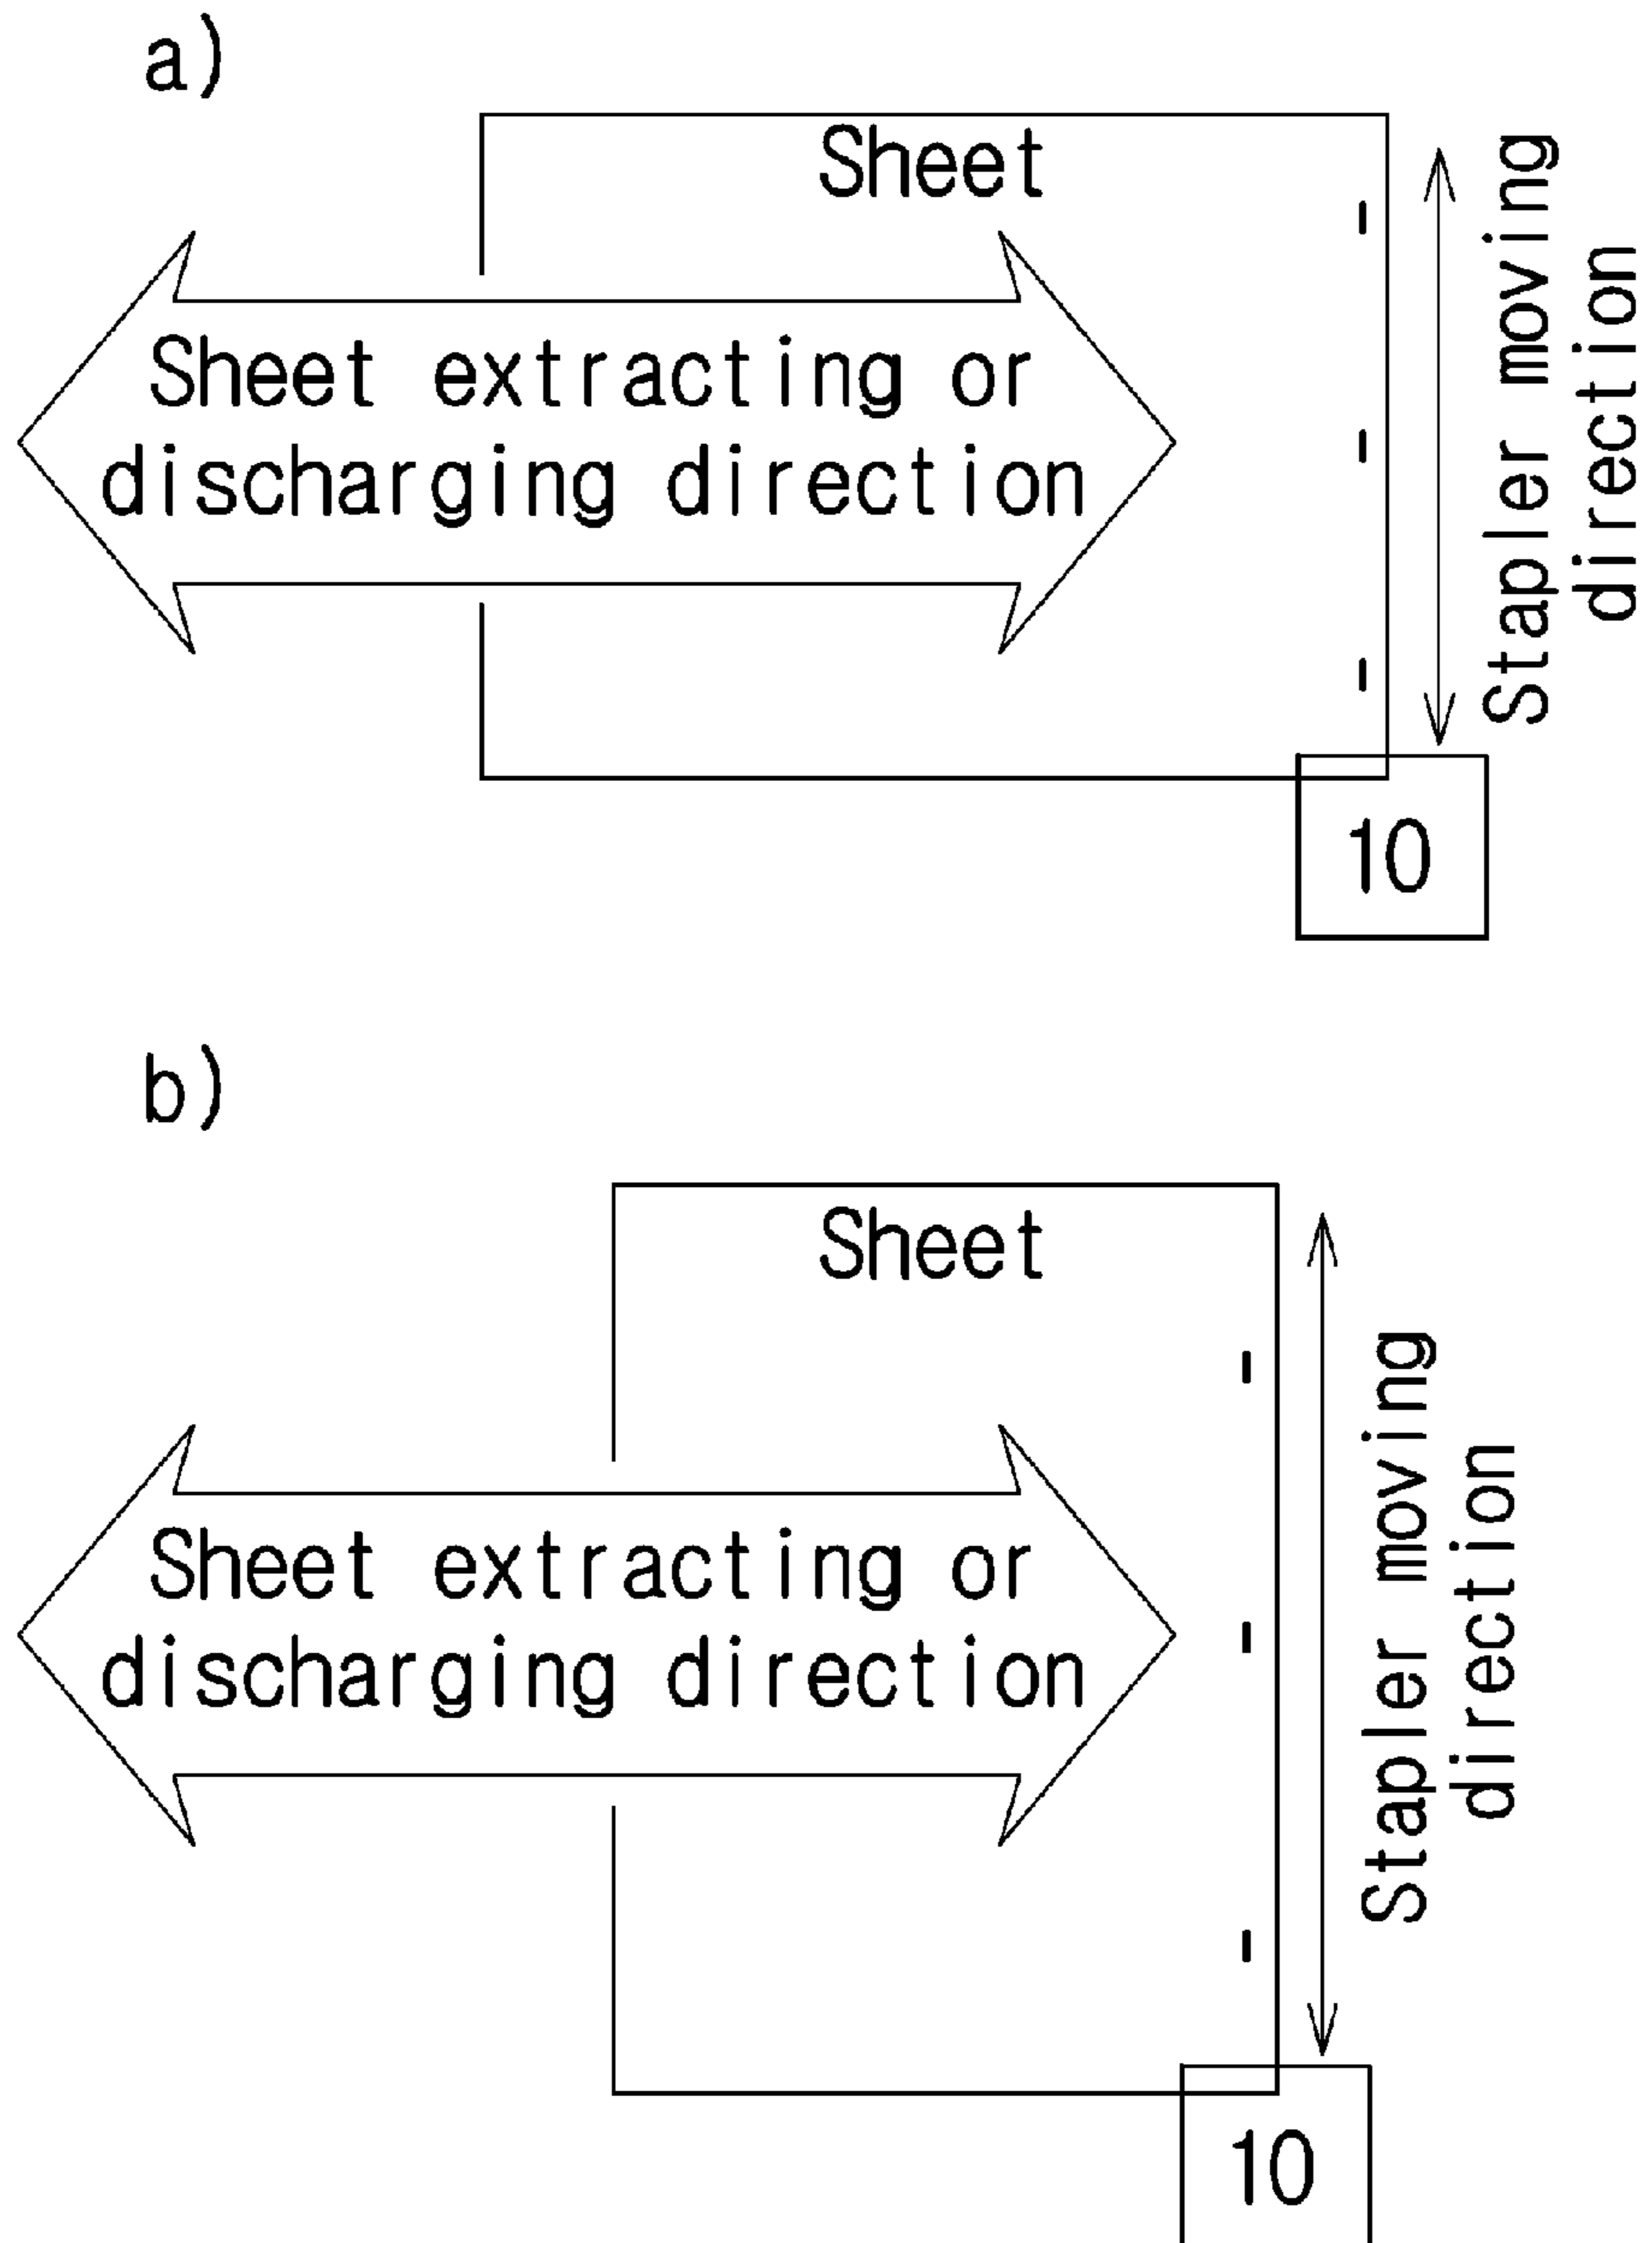 a)
Sheet
Sheet extracting or
discharging direction
Stapler moving
direction
10
b)
Sheet
Sheet extracting or
discharging direction
Stapler moving
direction
10